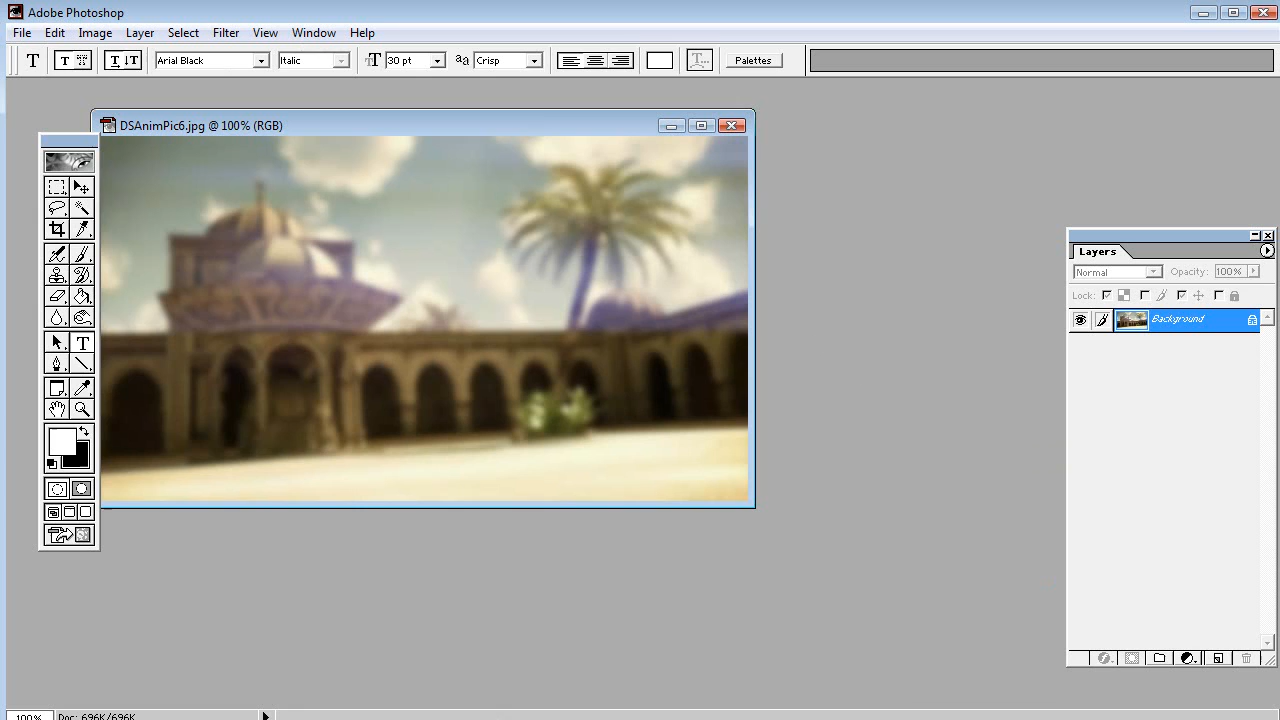 Adobe Photoshop
File Edit Image Layer Select Filter View Window Help
T T T Arial Black Italic T 30 pt aa Crisp T... Palettes
DSAnimPic6.jpg @ 100% (RGB)
Layers
Normal Opacity: 100%
Lock:
Background
T
100% Doc: 696K/696K